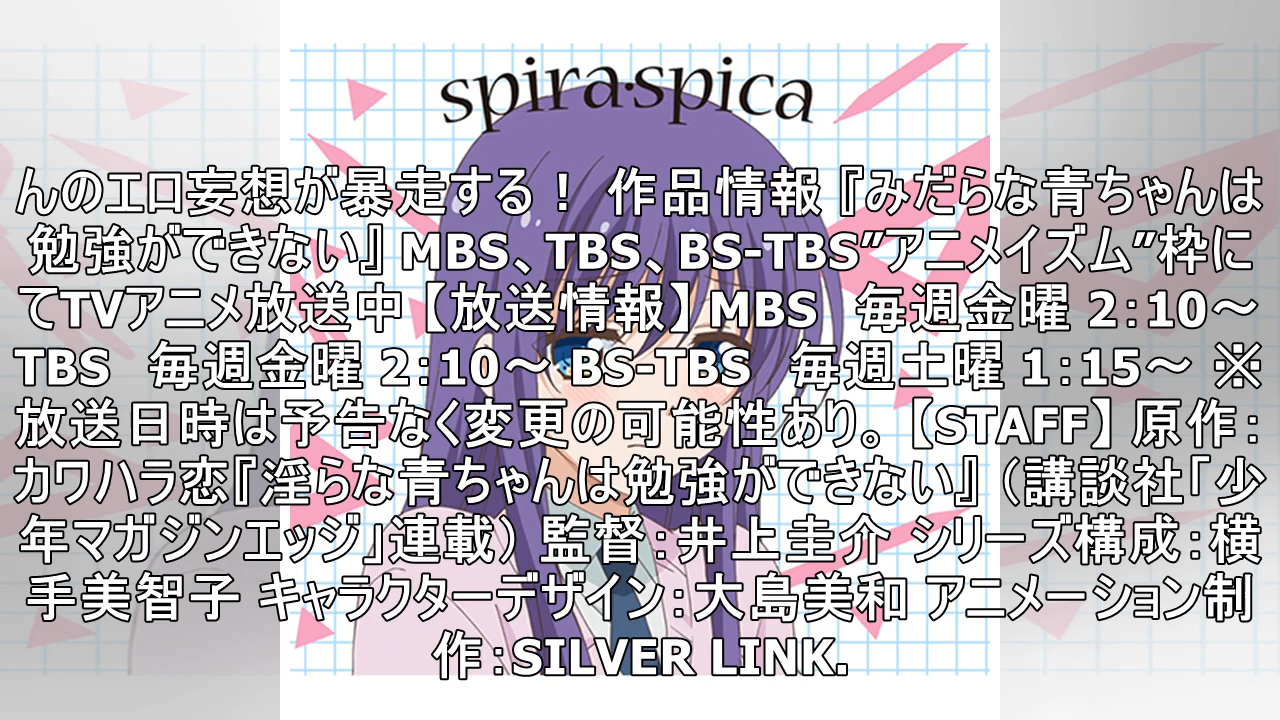 spira·spica
んのエロ妄想が暴走する！ 作品情報『みだらな青ちゃんは
勉強ができない』 MBS、TBS、BS-TBS”アニメイズム”枠に
てTVアニメ放送中 【放送情報】 MBS 毎週金曜 2：10～
TBS 毎週金曜 2：10～ BS-TBS 毎週土曜 1：15～ ※
放送日時は予告なく変更の可能性あり。 【STAFF】 原作：
カワハラ恋『淫らな青ちゃんは勉強ができない』（講談社「少
年マガジンエッジ」連載） 監督：井上圭介 シリーズ構成：横
手美智子 キャラクターデザイン：大島美和 アニメーション制
作：SILVER LINK.